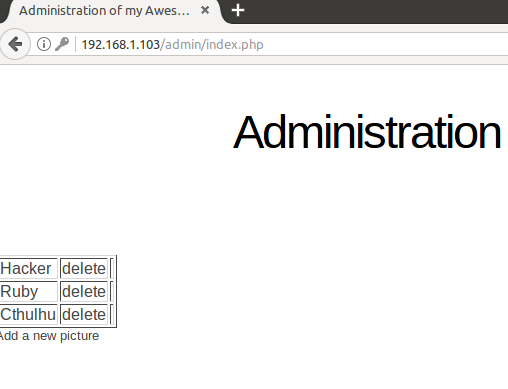 Administration of my Awes...
192.168.1.103/admin/index.php
Administration
Hacker delete
Ruby delete
Cthulhu delete
Add a new picture